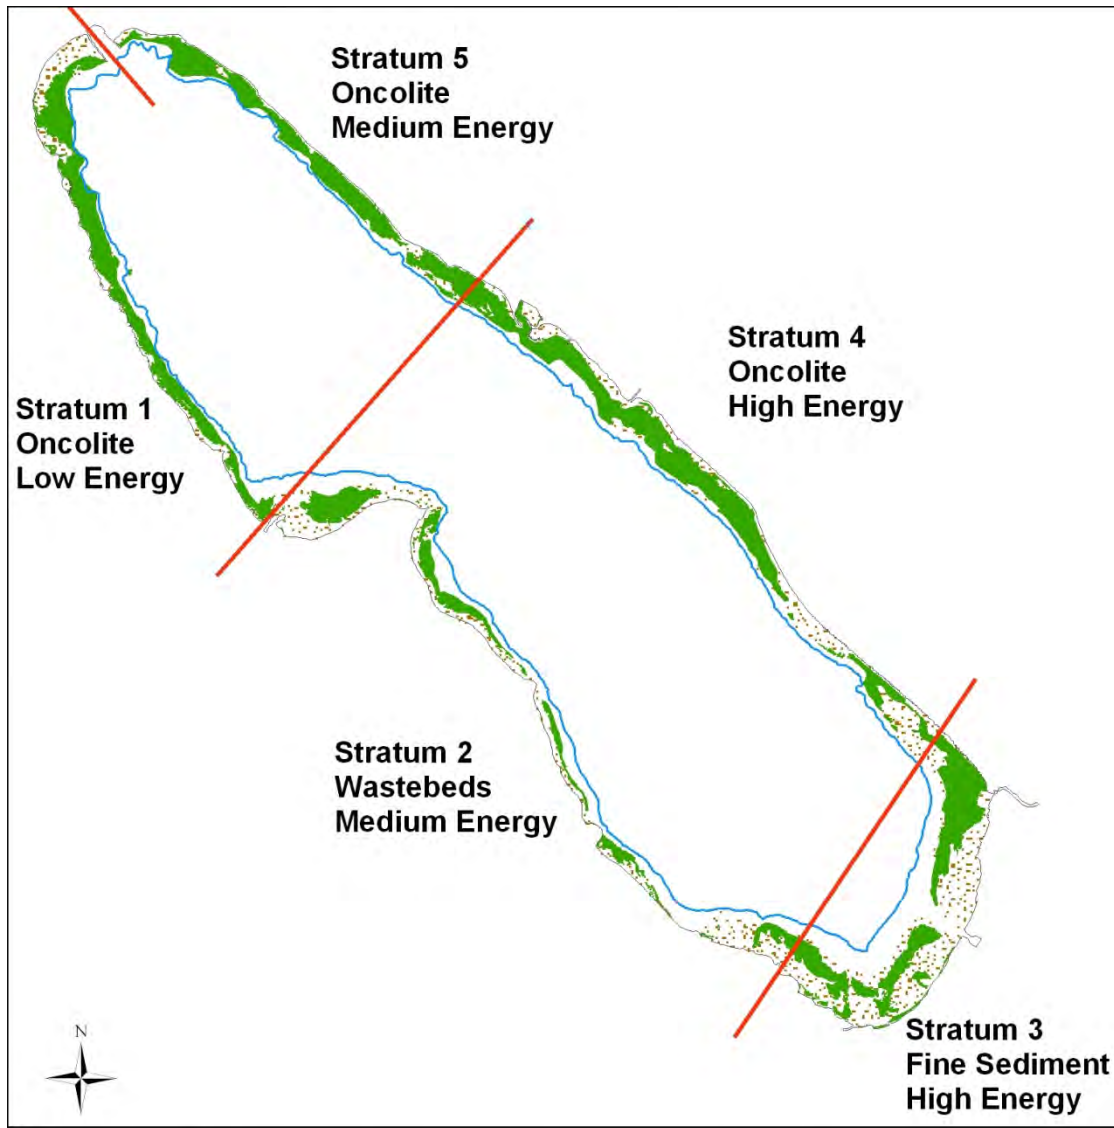 Stratum 5
Oncolite
Medium Energy
Stratum 4
Oncolite
High Energy
Stratum 1
Oncolite
Low Energy
Stratum 2
Wastebeds
Medium Energy
Stratum 3
Fine Sediment
High Energy
N